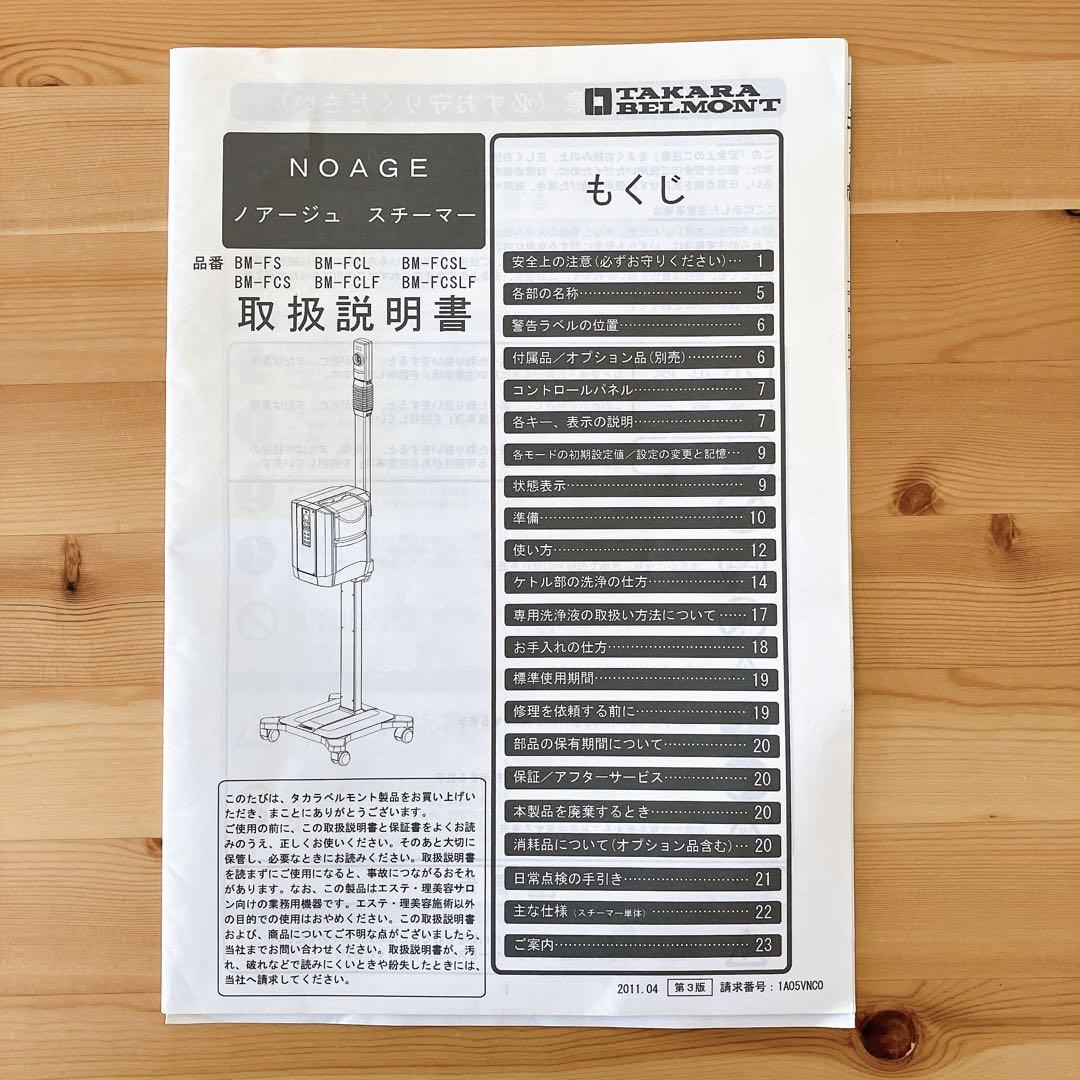 TAKARA
BELMONT
NOAGE
ノアージュ スチーマー
品番 BM-FS BM-FCL BM-FCSL
BM-FCS BM-FCLF BM-FCSLF
取扱説明書
このたびは、タカラベルモント製品をお買い上げい
ただき、まことにありがとうございます。
ご使用の前に、この取扱説明書と保証書をよくお読
みのうえ、正しくお使いください。そのあと大切に
保管し、必要なときにお読みください。取扱説明書
を読まずにご使用になると、事故につながるおそれ
があります。なお、この製品はエステ・理美容サロ
ン向けの業務用機器です。エステ・理美容施術以外
の目的での使用はおやめください。この取扱説明書
および、商品についてご不明な点がございましたら、
当社までお問い合わせください。取扱説明書が、汚
れ、破れなどで読みにくいときや紛失したときには、
当社へ請求してください。
もくじ
安全上の注意(必ずお守りください)… 1
各部の名称……………………………… 5
警告ラベルの位置……………………… 6
付属品／オプション品(別売)………… 6
コントロールパネル…………………… 7
各キー、表示の説明…………………… 7
各モードの初期設定値／設定の変更と記憶… 9
状態表示………………………………… 9
準備……………………………………… 10
使い方…………………………………… 12
ケトル部の洗浄の仕方………………… 14
専用洗浄液の取扱い方法について…… 17
お手入れの仕方………………………… 18
標準使用期間…………………………… 19
修理を依頼する前に…………………… 19
部品の保有期間について……………… 20
保証／アフターサービス……………… 20
本製品を廃棄するとき………………… 20
消耗品について(オプション品含む)… 20
日常点検の手引き……………………… 21
主な仕様(スチーマー単体)………………… 22
ご案内…………………………………… 23
2011.04 第3版 請求番号：1A05VNC0